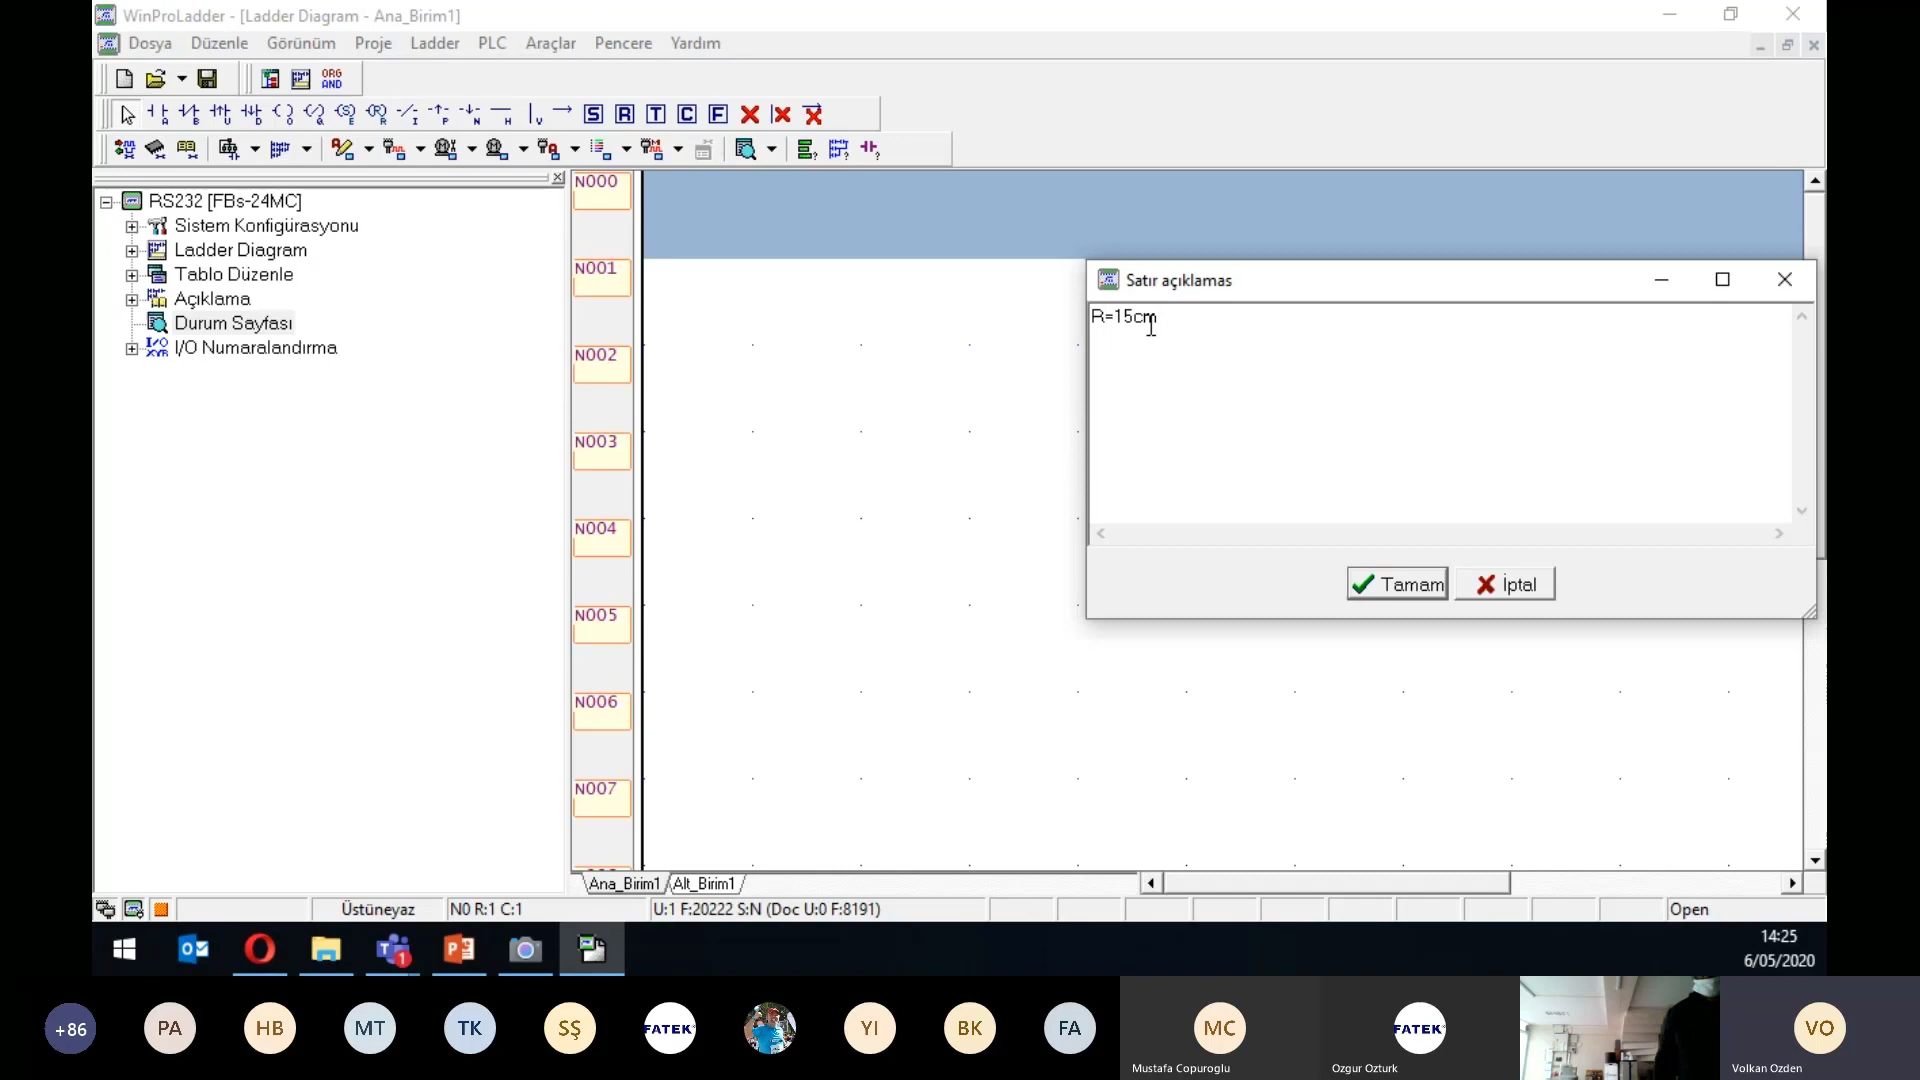 WinProLadder - [Ladder Diagram - Ana_Birim1]
Dosya Düzenle Görünüm Proje Ladder PLC Araçlar Pencere Yardım
ORG
AND
A B U D O Q E R I P N H V S R T C F
RS232 [FBs-24MC]
Sistem Konfigürasyonu
Ladder Diagram
Tablo Düzenle
Açıklama
Durum Sayfası
I/O Numaralandırma
N000
N001
N002
N003
N004
N005
N006
N007
Satır açıklamas
R=15cm
Tamam İptal
Ana_Birim1 Alt_Birim1
Üstüneyaz N0 R:1 C:1 U:1 F:20222 S:N (Doc U:0 F:8191) Open
14:25
6/05/2020
+86 PA HB MT TK SŞ FATEK YI BK FA MC FATEK VO
Mustafa Copuroglu Ozgur Ozturk Volkan Ozden